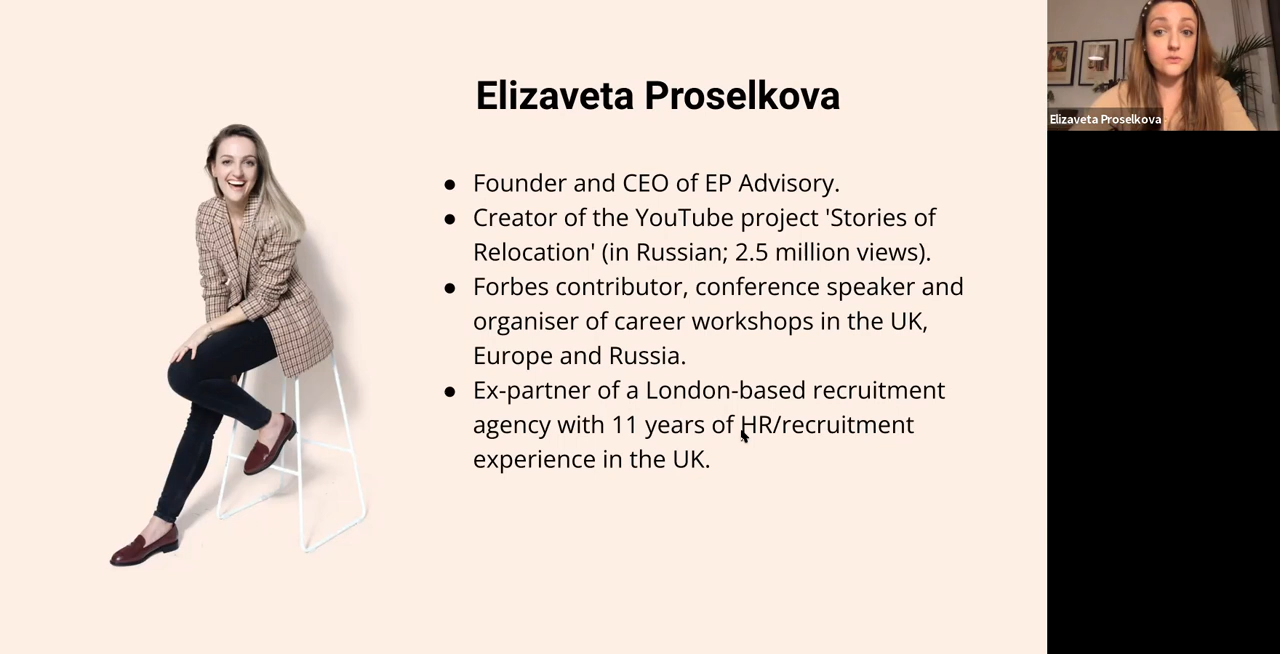 Elizaveta Proselkova
● Founder and CEO of EP Advisory.
● Creator of the YouTube project 'Stories of
Relocation' (in Russian; 2.5 million views).
● Forbes contributor, conference speaker and
organiser of career workshops in the UK,
Europe and Russia.
● Ex-partner of a London-based recruitment
agency with 11 years of HR/recruitment
experience in the UK.
Elizaveta Proselkova